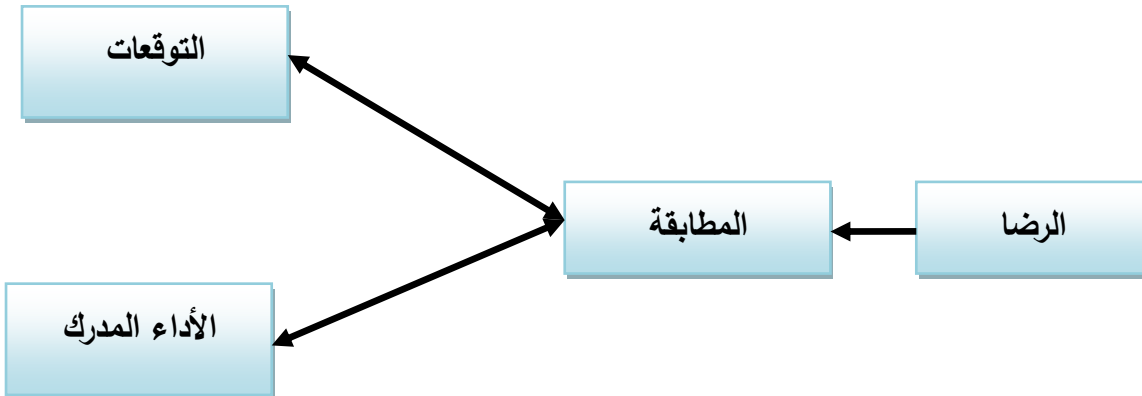 التوقعات
المطابقة
الرضا
الأداء المدرك